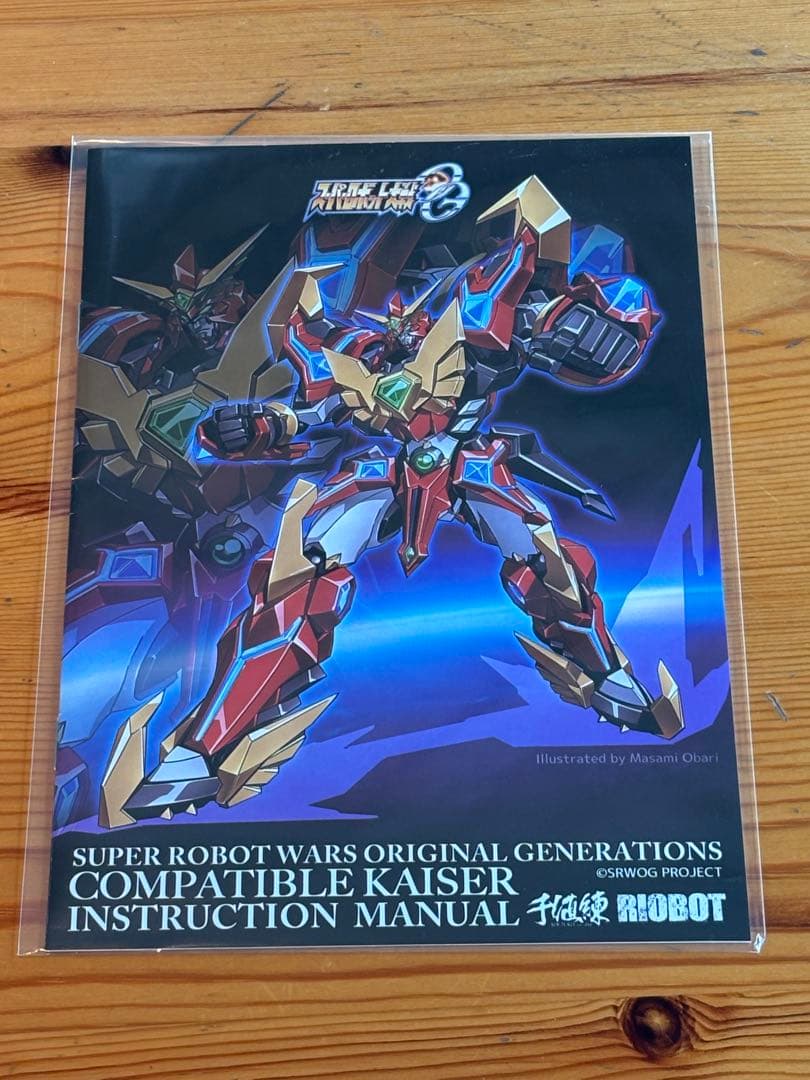 スーパーロボット大戦OG
Illustrated by Masami Obari
SUPER ROBOT WARS ORIGINAL GENERATIONS
©SRWOG PROJECT
COMPATIBLE KAISER
INSTRUCTION MANUAL 千値練 RIOBOT